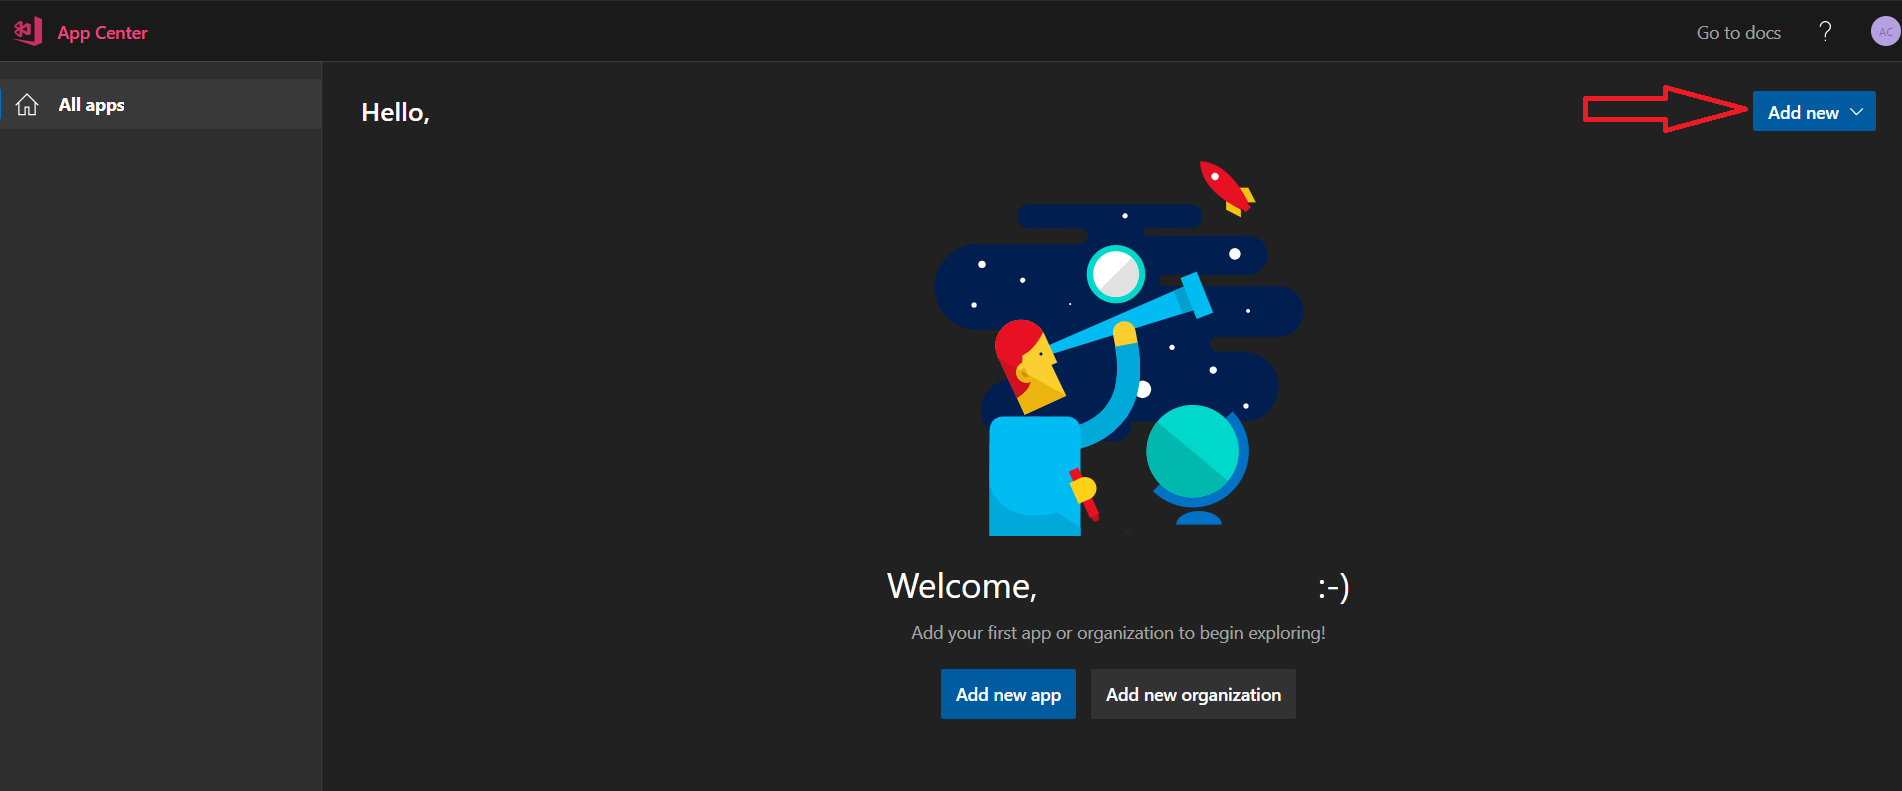 App Center
Go to docs
?
AC
All apps
Hello,
Add new
Welcome, :-)
Add your first app or organization to begin exploring!
Add new app
Add new organization